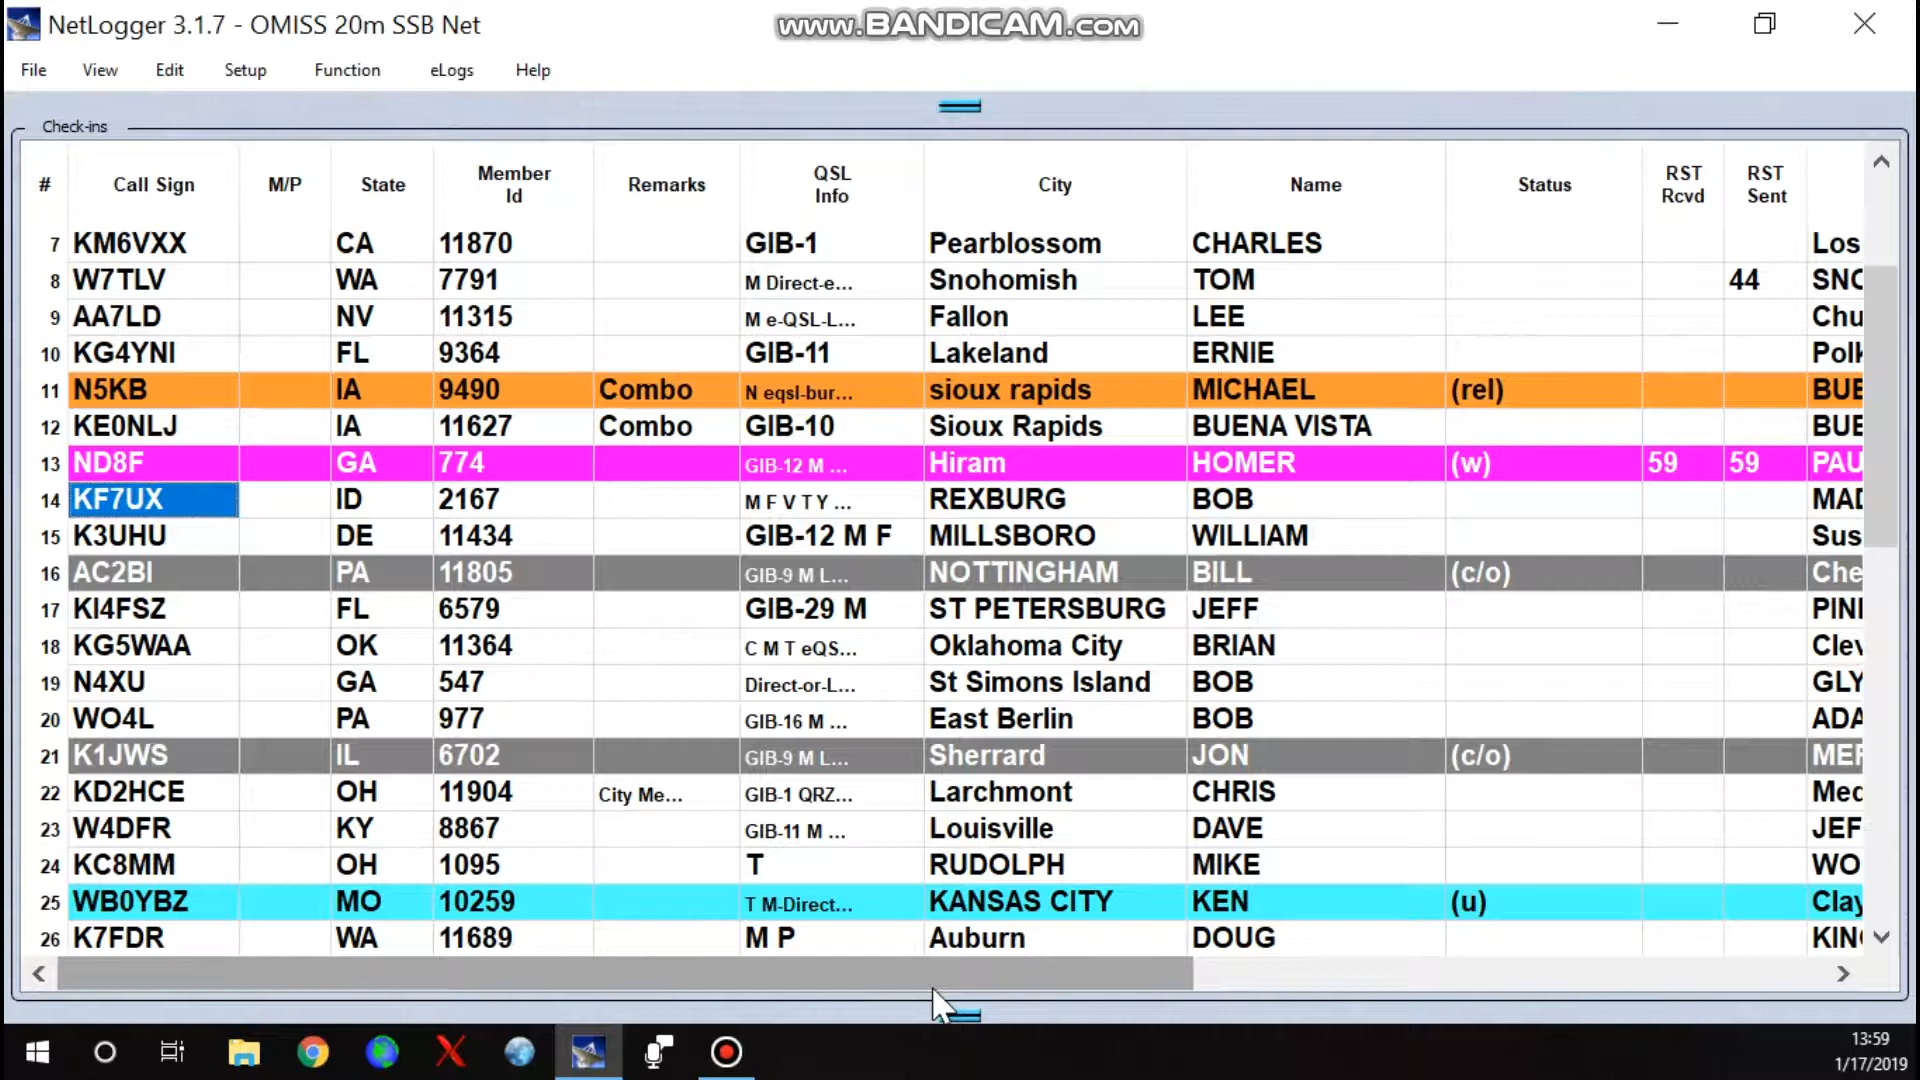 NetLogger 3.1.7 - OMISS 20m SSB Net
www.BANDICAM.com
File View Edit Setup Function eLogs Help
Check-ins
# Call Sign M/P State Member Id Remarks QSL Info City Name Status RST Rcvd RST Sent
7 KM6VXX CA 11870 GIB-1 Pearblossom CHARLES Los
8 W7TLV WA 7791 M Direct-e... Snohomish TOM 44 SNO
9 AA7LD NV 11315 M e-QSL-L... Fallon LEE Chu
10 KG4YNI FL 9364 GIB-11 Lakeland ERNIE Polk
11 N5KB IA 9490 Combo N eqsl-bur... sioux rapids MICHAEL (rel) BUE
12 KE0NLJ IA 11627 Combo GIB-10 Sioux Rapids BUENA VISTA BUE
13 ND8F GA 774 GIB-12 M ... Hiram HOMER (w) 59 59 PAU
14 KF7UX ID 2167 M F V T Y ... REXBURG BOB MAD
15 K3UHU DE 11434 GIB-12 M F MILLSBORO WILLIAM Sus
16 AC2BI PA 11805 GIB-9 M L... NOTTINGHAM BILL (c/o) Che
17 KI4FSZ FL 6579 GIB-29 M ST PETERSBURG JEFF PIN
18 KG5WAA OK 11364 C M T eQS... Oklahoma City BRIAN Clev
19 N4XU GA 547 Direct-or-L... St Simons Island BOB GLY
20 WO4L PA 977 GIB-16 M ... East Berlin BOB ADA
21 K1JWS IL 6702 GIB-9 M L... Sherrard JON (c/o) MER
22 KD2HCE OH 11904 City Me... GIB-1 QRZ... Larchmont CHRIS Med
23 W4DFR KY 8867 GIB-11 M ... Louisville DAVE JEF
24 KC8MM OH 1095 T RUDOLPH MIKE WO
25 WB0YBZ MO 10259 T M-Direct... KANSAS CITY KEN (u) Clay
26 K7FDR WA 11689 M P Auburn DOUG KIN
13:59
1/17/2019